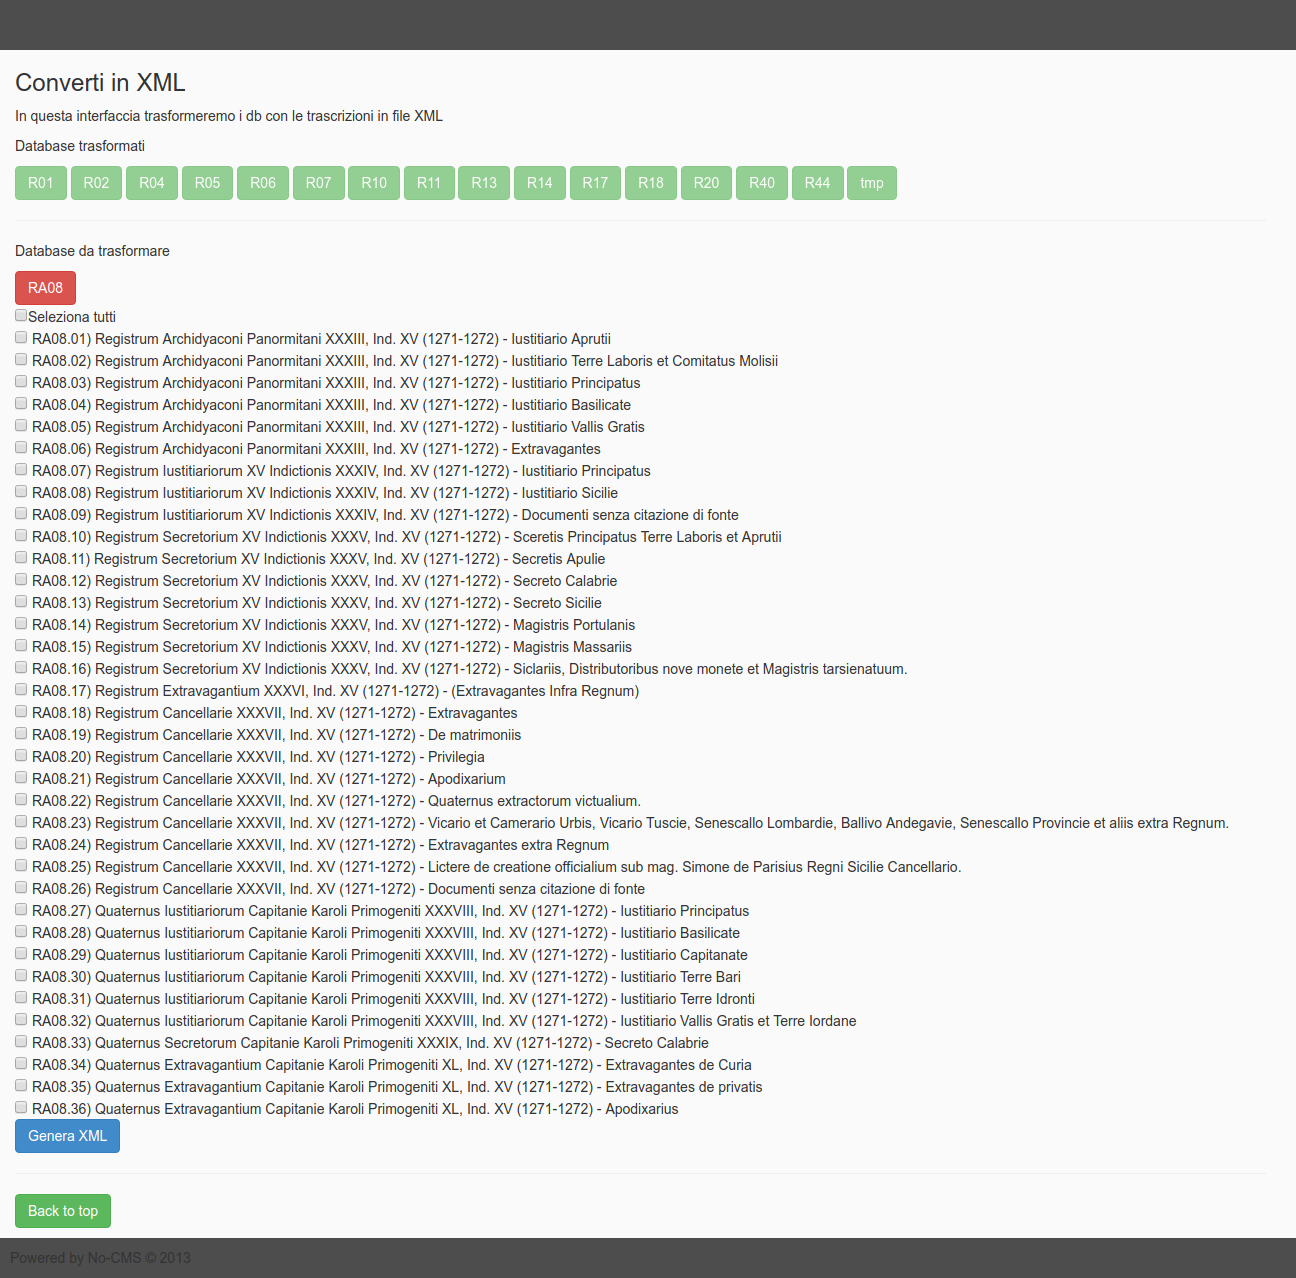 Converti in XML
In questa interfaccia trasformeremo i db con le trascrizioni in file XML
Database trasformati
R01 R02 R04 R05 R06 R07 R10 R11 R13 R14 R17 R18 R20 R40 R44 tmp
Database da trasformare
RA08
Seleziona tutti
RA08.01) Registrum Archidyaconi Panormitani XXXIII, Ind. XV (1271-1272) - Iustitiario Aprutii
RA08.02) Registrum Archidyaconi Panormitani XXXIII, Ind. XV (1271-1272) - Iustitiario Terre Laboris et Comitatus Molisii
RA08.03) Registrum Archidyaconi Panormitani XXXIII, Ind. XV (1271-1272) - Iustitiario Principatus
RA08.04) Registrum Archidyaconi Panormitani XXXIII, Ind. XV (1271-1272) - Iustitiario Basilicate
RA08.05) Registrum Archidyaconi Panormitani XXXIII, Ind. XV (1271-1272) - Iustitiario Vallis Gratis
RA08.06) Registrum Archidyaconi Panormitani XXXIII, Ind. XV (1271-1272) - Extravagantes
RA08.07) Registrum Iustitiariorum XV Indictionis XXXIV, Ind. XV (1271-1272) - Iustitiario Principatus
RA08.08) Registrum Iustitiariorum XV Indictionis XXXIV, Ind. XV (1271-1272) - Iustitiario Sicilie
RA08.09) Registrum Iustitiariorum XV Indictionis XXXIV, Ind. XV (1271-1272) - Documenti senza citazione di fonte
RA08.10) Registrum Secretorium XV Indictionis XXXV, Ind. XV (1271-1272) - Sceretis Principatus Terre Laboris et Aprutii
RA08.11) Registrum Secretorium XV Indictionis XXXV, Ind. XV (1271-1272) - Secretis Apulie
RA08.12) Registrum Secretorium XV Indictionis XXXV, Ind. XV (1271-1272) - Secreto Calabrie
RA08.13) Registrum Secretorium XV Indictionis XXXV, Ind. XV (1271-1272) - Secreto Sicilie
RA08.14) Registrum Secretorium XV Indictionis XXXV, Ind. XV (1271-1272) - Magistris Portulanis
RA08.15) Registrum Secretorium XV Indictionis XXXV, Ind. XV (1271-1272) - Magistris Massariis
RA08.16) Registrum Secretorium XV Indictionis XXXV, Ind. XV (1271-1272) - Siclariis, Distributoribus nove monete et Magistris tarsienatuum.
RA08.17) Registrum Extravagantium XXXVI, Ind. XV (1271-1272) - (Extravagantes Infra Regnum)
RA08.18) Registrum Cancellarie XXXVII, Ind. XV (1271-1272) - Extravagantes
RA08.19) Registrum Cancellarie XXXVII, Ind. XV (1271-1272) - De matrimoniis
RA08.20) Registrum Cancellarie XXXVII, Ind. XV (1271-1272) - Privilegia
RA08.21) Registrum Cancellarie XXXVII, Ind. XV (1271-1272) - Apodixarium
RA08.22) Registrum Cancellarie XXXVII, Ind. XV (1271-1272) - Quaternus extractorum victualium.
RA08.23) Registrum Cancellarie XXXVII, Ind. XV (1271-1272) - Vicario et Camerario Urbis, Vicario Tuscie, Senescallo Lombardie, Ballivo Andegavie, Senescallo Provincie et aliis extra Regnum.
RA08.24) Registrum Cancellarie XXXVII, Ind. XV (1271-1272) - Extravagantes extra Regnum
RA08.25) Registrum Cancellarie XXXVII, Ind. XV (1271-1272) - Lictere de creatione officialium sub mag. Simone de Parisius Regni Sicilie Cancellario.
RA08.26) Registrum Cancellarie XXXVII, Ind. XV (1271-1272) - Documenti senza citazione di fonte
RA08.27) Quaternus Iustitiariorum Capitanie Karoli Primogeniti XXXVIII, Ind. XV (1271-1272) - Iustitiario Principatus
RA08.28) Quaternus Iustitiariorum Capitanie Karoli Primogeniti XXXVIII, Ind. XV (1271-1272) - Iustitiario Basilicate
RA08.29) Quaternus Iustitiariorum Capitanie Karoli Primogeniti XXXVIII, Ind. XV (1271-1272) - Iustitiario Capitanate
RA08.30) Quaternus Iustitiariorum Capitanie Karoli Primogeniti XXXVIII, Ind. XV (1271-1272) - Iustitiario Terre Bari
RA08.31) Quaternus Iustitiariorum Capitanie Karoli Primogeniti XXXVIII, Ind. XV (1271-1272) - Iustitiario Terre Idronti
RA08.32) Quaternus Iustitiariorum Capitanie Karoli Primogeniti XXXVIII, Ind. XV (1271-1272) - Iustitiario Vallis Gratis et Terre Iordane
RA08.33) Quaternus Secretorum Capitanie Karoli Primogeniti XXXIX, Ind. XV (1271-1272) - Secreto Calabrie
RA08.34) Quaternus Extravagantium Capitanie Karoli Primogeniti XL, Ind. XV (1271-1272) - Extravagantes de Curia
RA08.35) Quaternus Extravagantium Capitanie Karoli Primogeniti XL, Ind. XV (1271-1272) - Extravagantes de privatis
RA08.36) Quaternus Extravagantium Capitanie Karoli Primogeniti XL, Ind. XV (1271-1272) - Apodixarius
Genera XML
Back to top
Powered by No-CMS © 2013